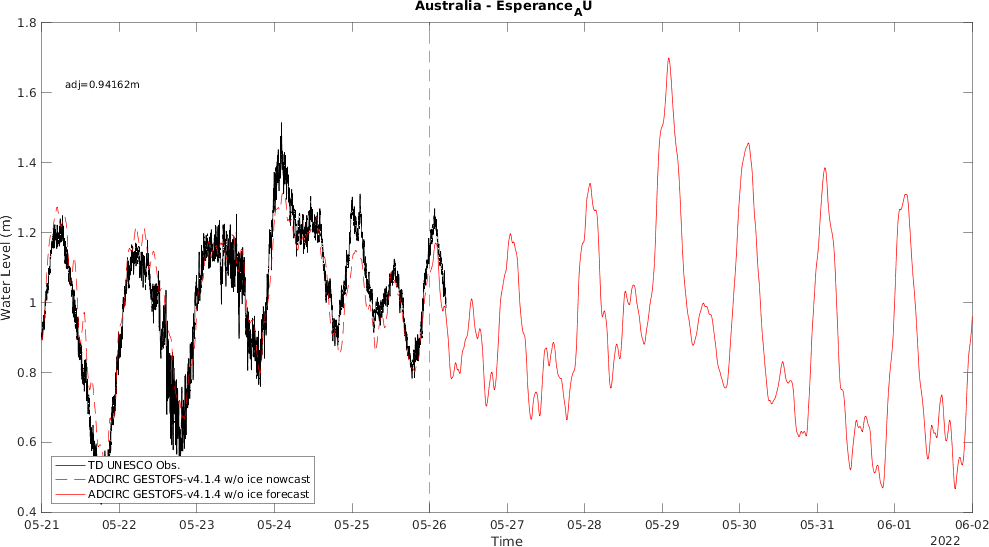 Australia - Esperance_AU
1.8
1.6
1.4
1.2
1
0.8
0.6
0.4
Water Level (m)
adj=0.94162m
TD UNESCO Obs.
ADCIRC GESTOFS-v4.1.4 w/o ice nowcast
ADCIRC GESTOFS-v4.1.4 w/o ice forecast
05-21 05-22 05-23 05-24 05-25 05-26 05-27 05-28 05-29 05-30 05-31 06-01 06-02
Time
2022